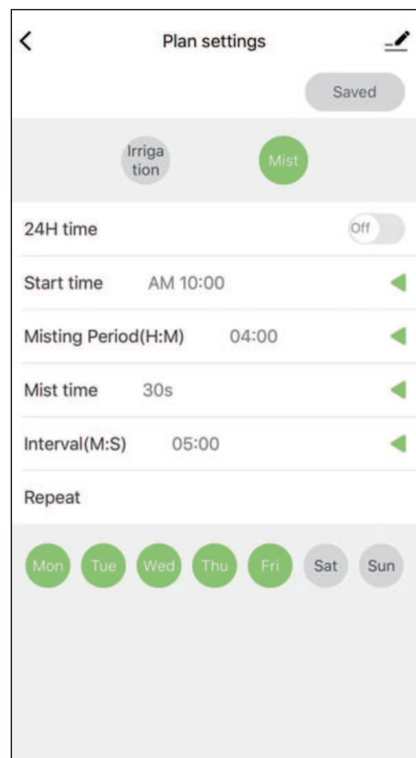 Plan settings
Saved
Irriga
tion
Mist
24H time
Off
Start time AM 10:00
Misting Period(H:M) 04:00
Mist time 30s
Interval(M:S) 05:00
Repeat
Mon Tue Wed Thu Fri Sat Sun